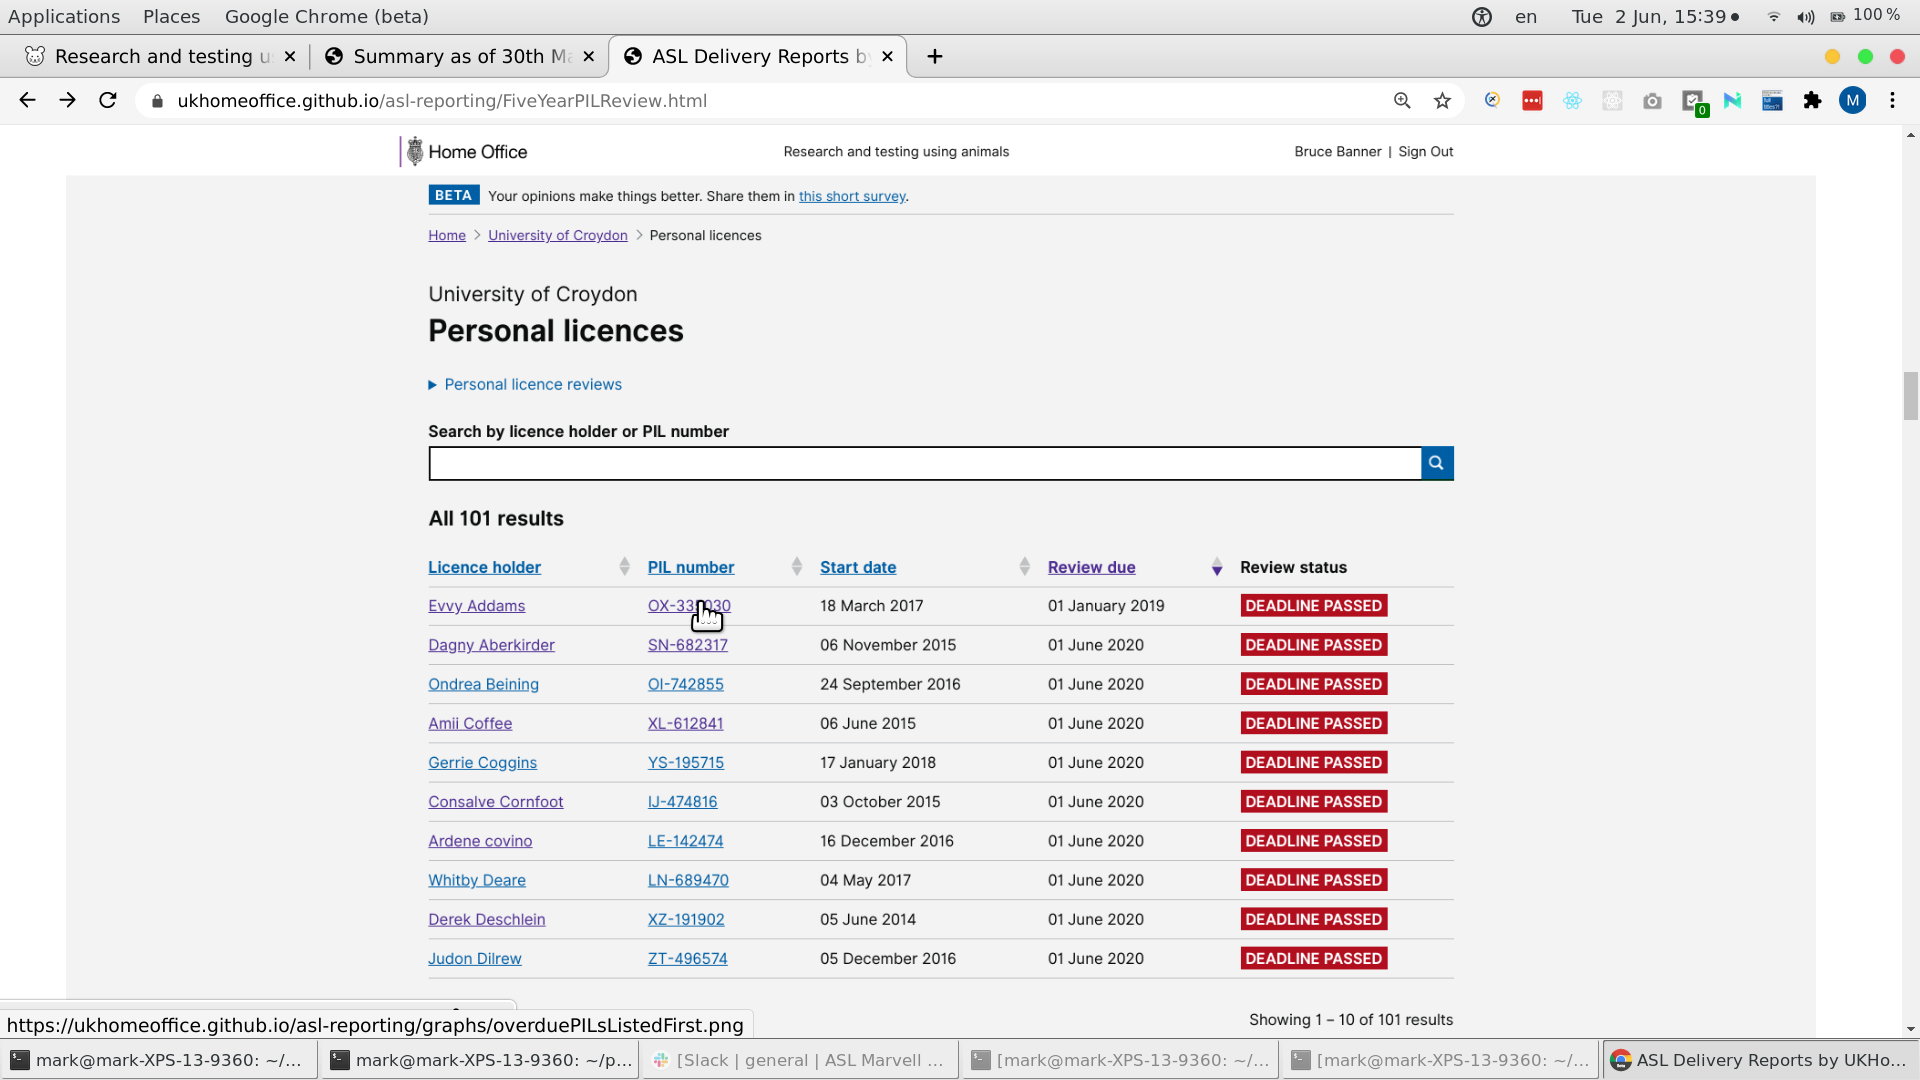 Applications Places Google Chrome (beta) en Tue 2 Jun, 15:39 100 %
Research and testing u Summary as of 30th M ASL Delivery Reports b
ukhomeoffice.github.io/asl-reporting/FiveYearPILReview.html 0 M
Home Office Research and testing using animals Bruce Banner | Sign Out
BETA Your opinions make things better. Share them in this short survey.
Home > University of Croydon > Personal licences
University of Croydon
Personal licences
Personal licence reviews
Search by licence holder or PIL number
All 101 results
Licence holder PIL number Start date Review due Review status
Evvy Addams 18 March 2017 01 January 2019 DEADLINE PASSED
Dagny Aberkirder SN-682317 06 November 2015 01 June 2020 DEADLINE PASSED
Ondrea Beining OI-742855 24 September 2016 01 June 2020 DEADLINE PASSED
Amii Coffee XL-612841 06 June 2015 01 June 2020 DEADLINE PASSED
Gerrie Coggins YS-195715 17 January 2018 01 June 2020 DEADLINE PASSED
Consalve Cornfoot IJ-474816 03 October 2015 01 June 2020 DEADLINE PASSED
Ardene covino LE-142474 16 December 2016 01 June 2020 DEADLINE PASSED
Whitby Deare LN-689470 04 May 2017 01 June 2020 DEADLINE PASSED
Derek Deschlein XZ-191902 05 June 2014 01 June 2020 DEADLINE PASSED
Judon Dilrew ZT-496574 05 December 2016 01 June 2020 DEADLINE PASSED
https://ukhomeoffice.github.io/asl-reporting/graphs/overduePILsListedFirst.png Showing 1 – 10 of 101 results
mark@mark-XPS-13-9360: ~/... mark@mark-XPS-13-9360: ~/p... [Slack | general | ASL Marvell ... [mark@mark-XPS-13-9360: ~/... [mark@mark-XPS-13-9360: ~/... ASL Delivery Reports by UKHo...